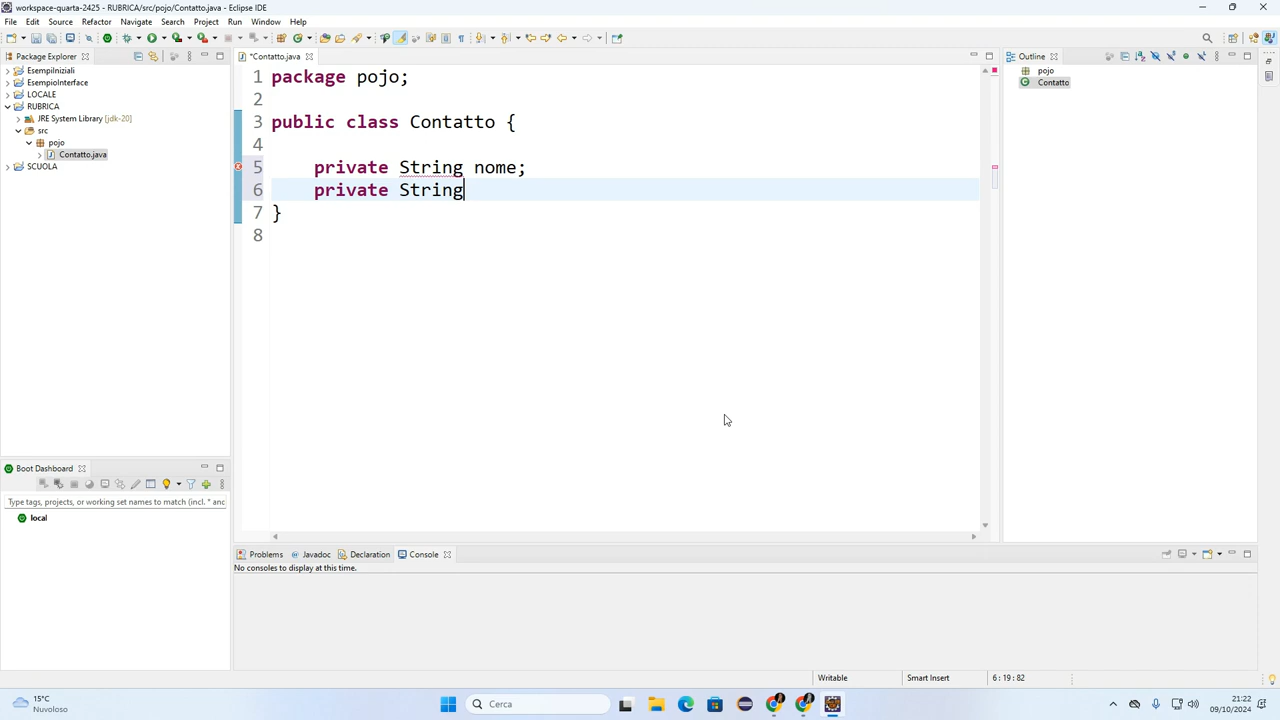 workspace-quarta-2425 - RUBRICA/src/pojo/Contatto.java - Eclipse IDE
File Edit Source Refactor Navigate Search Project Run Window Help
Package Explorer
EsempiIniziali
EsempioInterface
LOCALE
RUBRICA
JRE System Library [jdk-20]
src
pojo
Contatto.java
SCUOLA
*Contatto.java
1 package pojo;
2
3 public class Contatto {
4
5 private String nome;
6 private String
7 }
8
Outline
pojo
Contatto
Boot Dashboard
Type tags, projects, or working set names to match (incl. * and
local
Problems Javadoc Declaration Console
No consoles to display at this time.
Writable Smart Insert 6 : 19 : 82
15°C
Nuvoloso
Cerca
21:22
09/10/2024